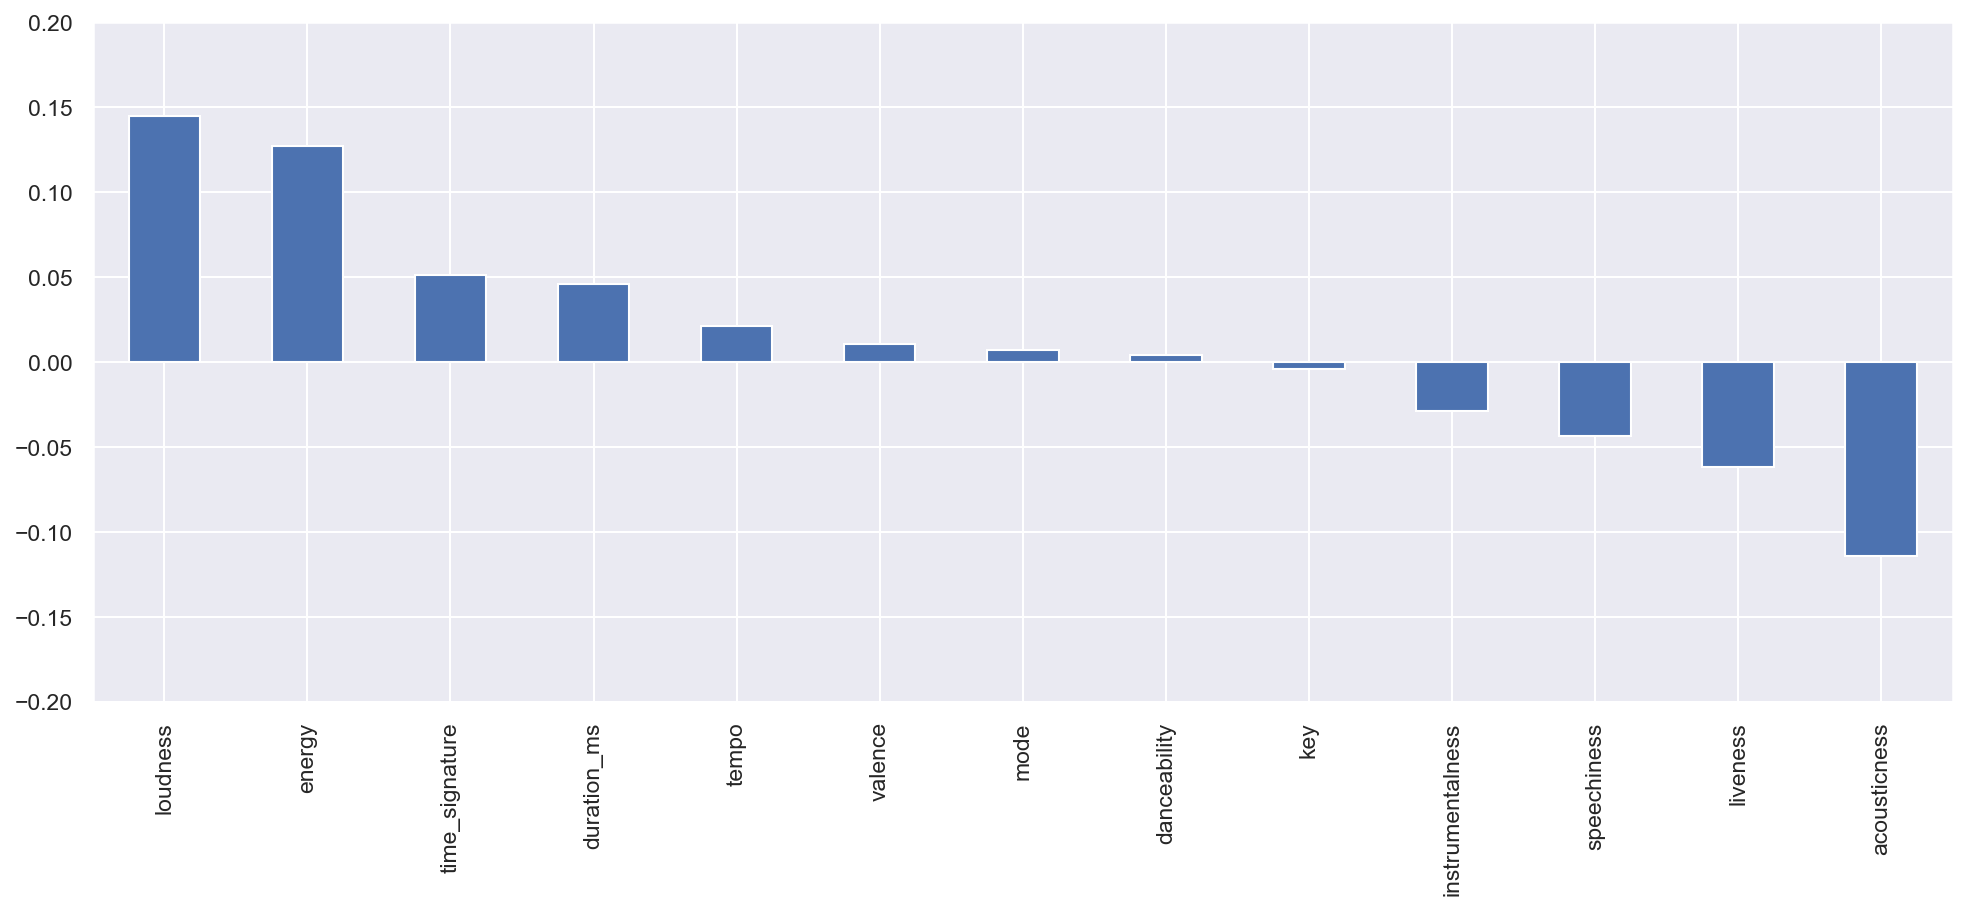 0.20
0.15
0.10
0.05
0.00
−0.05
−0.10
−0.15
−0.20
loudness
energy
time_signature
duration_ms
tempo
valence
mode
danceability
key
instrumentalness
speechiness
liveness
acousticness